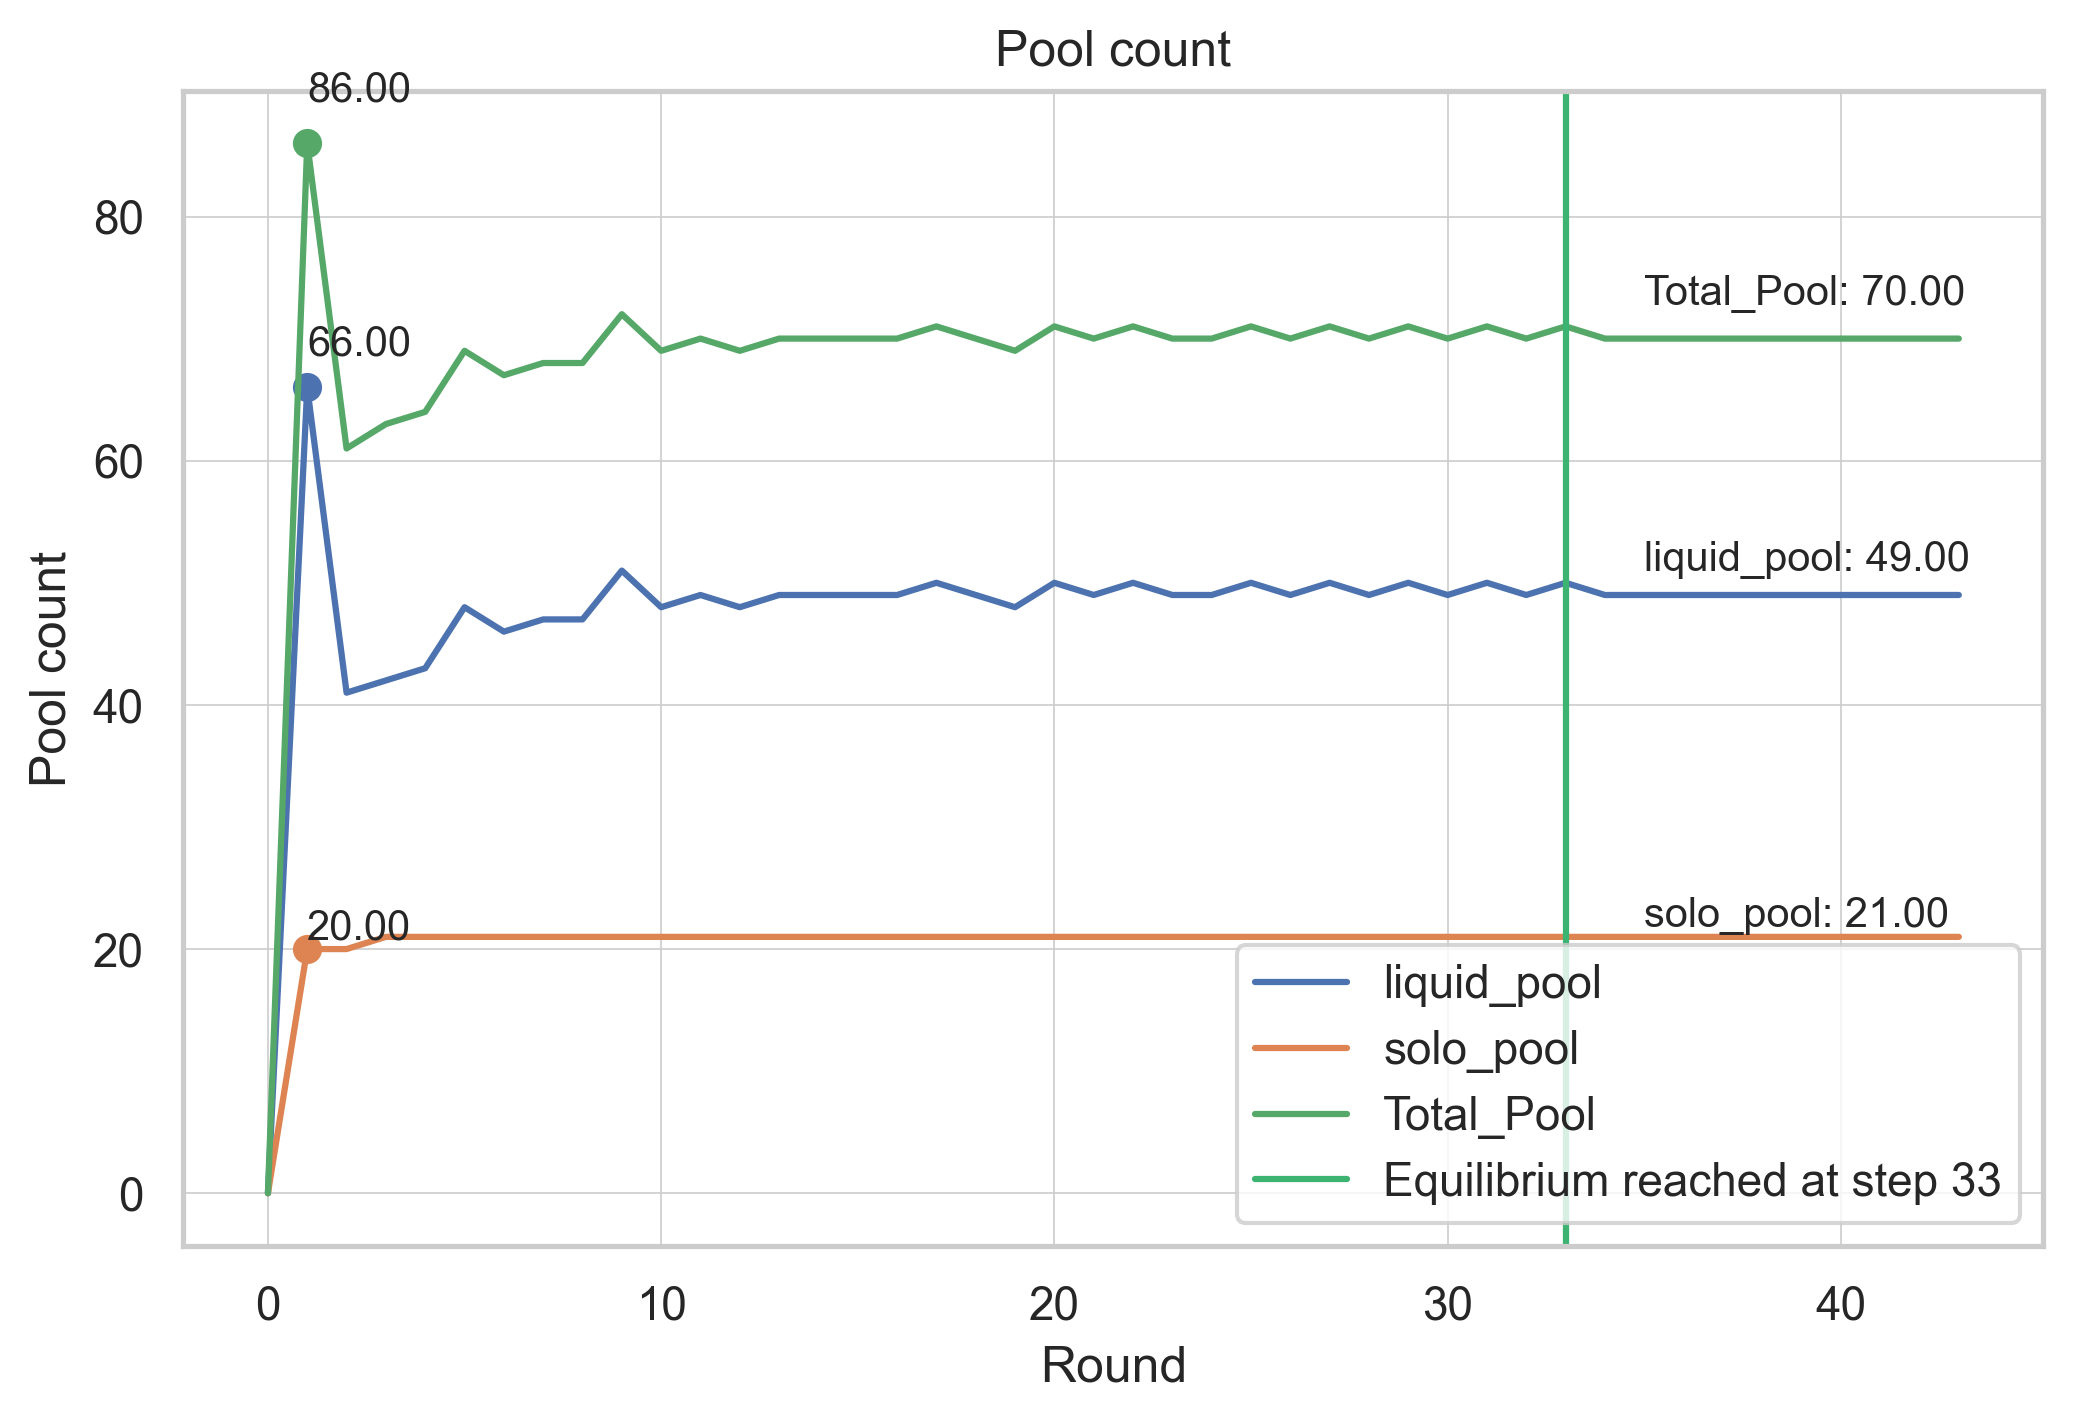 Pool count
86.00
80
Total_Pool: 70.00
66.00
60
liquid_pool: 49.00
Pool count
40
solo_pool: 21.00
20.00
20
liquid_pool
solo_pool
Total_Pool
Equilibrium reached at step 33
0
0 10 20 30 40
Round